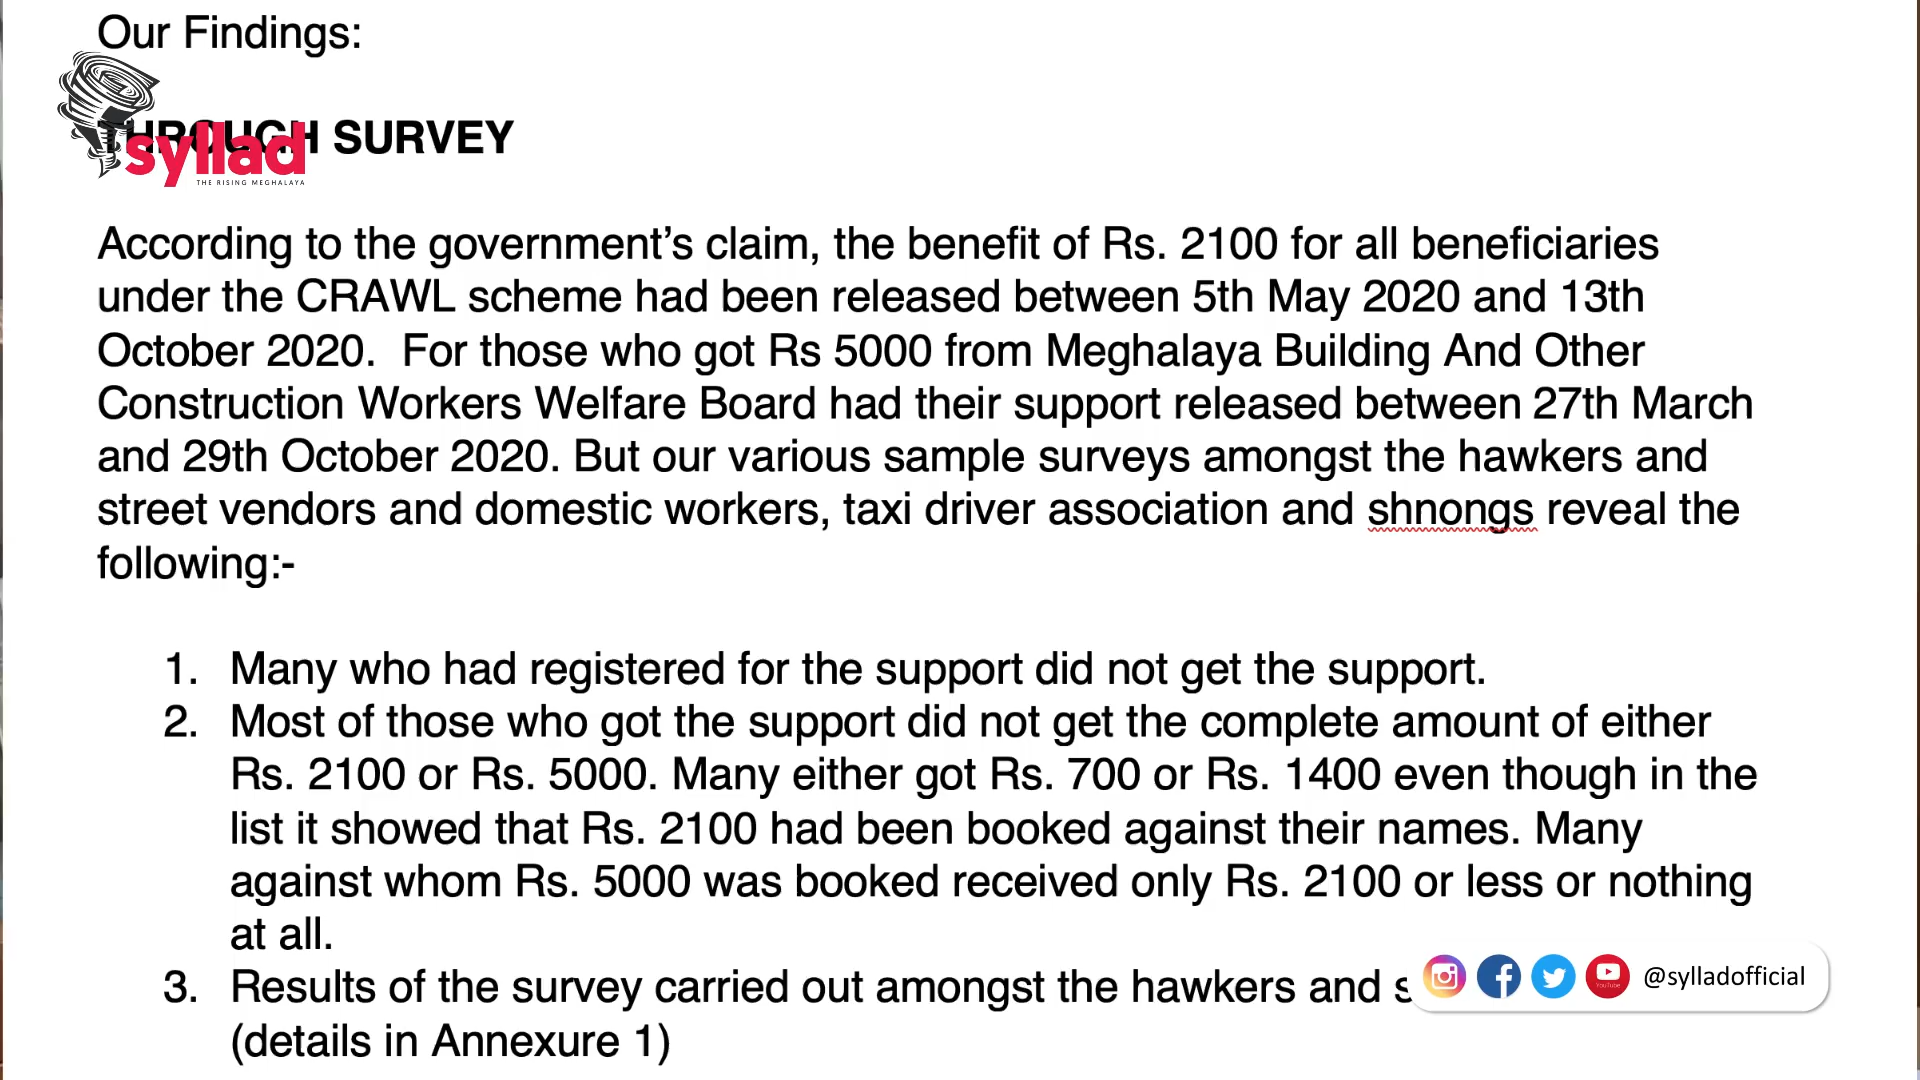 Our Findings:
THROUGH SURVEY
syllad
THE RISING MEGHALAYA
According to the government’s claim, the benefit of Rs. 2100 for all beneficiaries
under the CRAWL scheme had been released between 5th May 2020 and 13th
October 2020.  For those who got Rs 5000 from Meghalaya Building And Other
Construction Workers Welfare Board had their support released between 27th March
and 29th October 2020. But our various sample surveys amongst the hawkers and
street vendors and domestic workers, taxi driver association and shnongs reveal the
following:-
1. Many who had registered for the support did not get the support.
2. Most of those who got the support did not get the complete amount of either
Rs. 2100 or Rs. 5000. Many either got Rs. 700 or Rs. 1400 even though in the
list it showed that Rs. 2100 had been booked against their names. Many
against whom Rs. 5000 was booked received only Rs. 2100 or less or nothing
at all.
3. Results of the survey carried out amongst the hawkers and
(details in Annexure 1)
YouTube
@sylladofficial